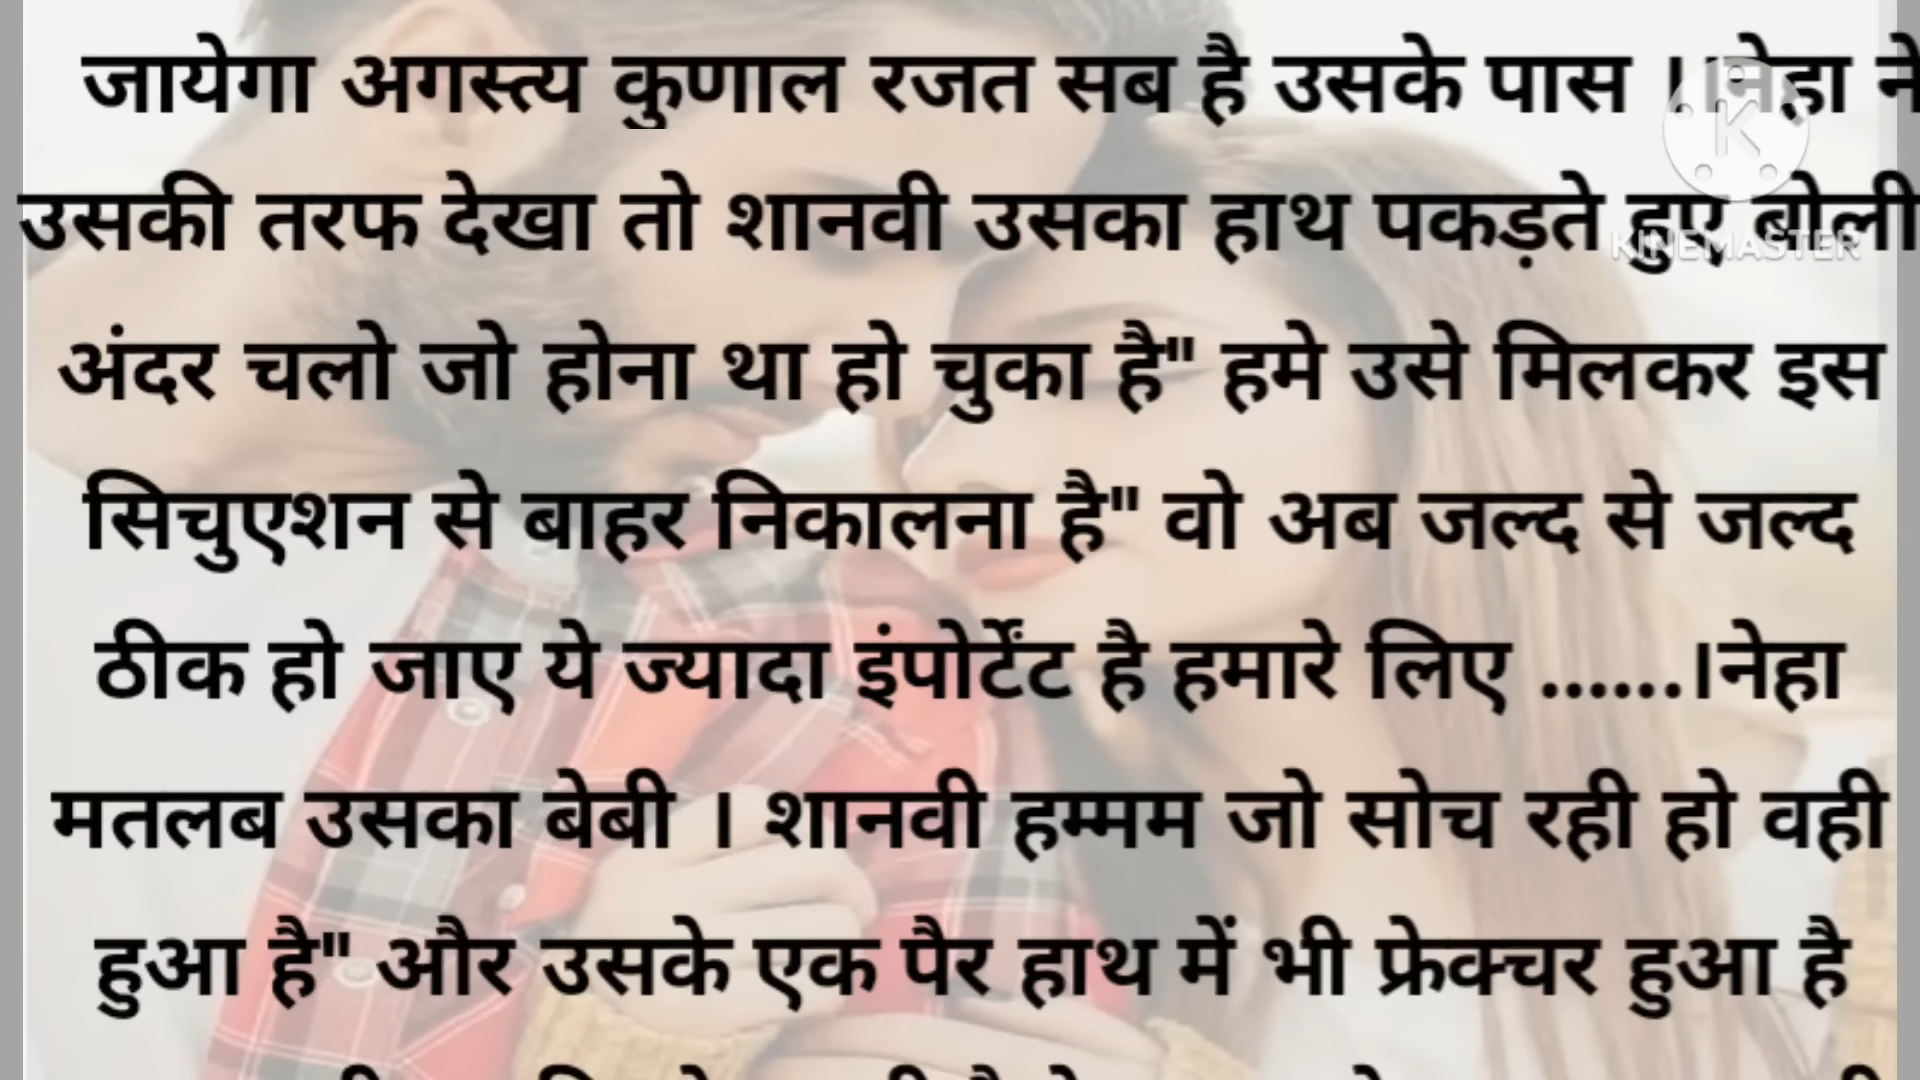 जायेगा अगस्त्य कुणाल रजत सब है उसके पास । नेहा ने
उसकी तरफ देखा तो शानवी उसका हाथ पकड़ते हुए बोली
अंदर चलो जो होना था हो चुका है" हमे उसे मिलकर इस
सिचुएशन से बाहर निकालना है" वो अब जल्द से जल्द
ठीक हो जाए ये ज्यादा इंपोर्टेंट है हमारे लिए ......।नेहा
मतलब उसका बेबी । शानवी हम्मम जो सोच रही हो वही
हुआ है" और उसके एक पैर हाथ में भी फ्रेक्चर हुआ है
K
KINEMASTER